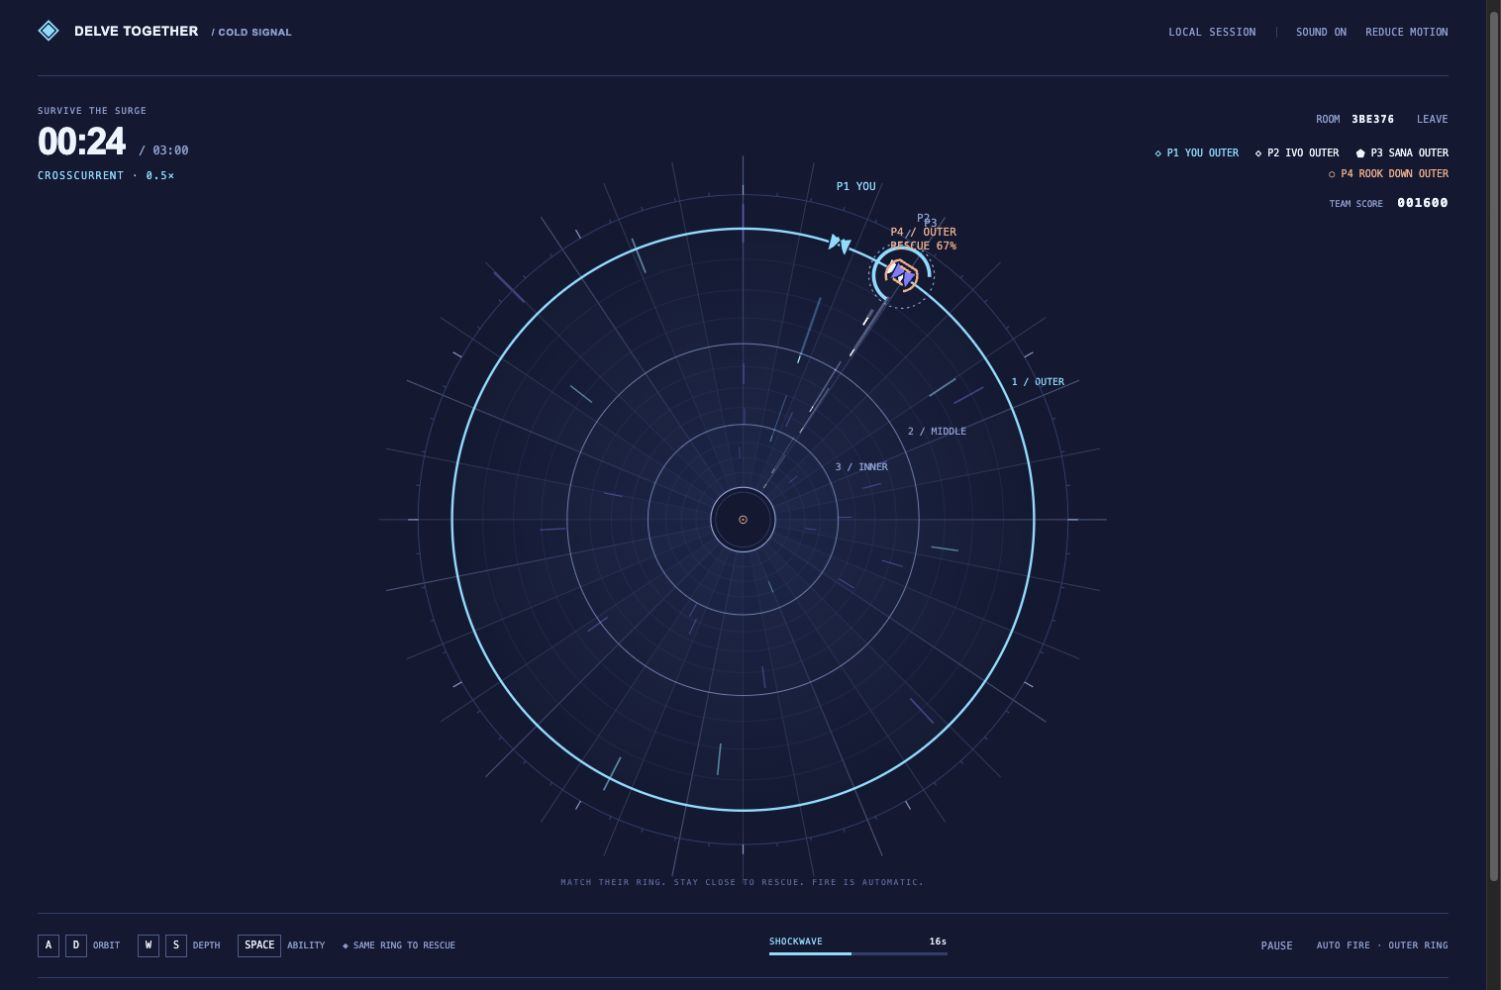 DELVE TOGETHER / COLD SIGNAL
LOCAL SESSION SOUND ON REDUCE MOTION
SURVIVE THE SURGE
00:24 / 03:00
CROSSCURRENT · 0.5×
ROOM 3BE376 LEAVE
P1 YOU OUTER P2 IVO OUTER P3 SANA OUTER
P4 ROOK DOWN OUTER
TEAM SCORE 001600
P1 YOU
P2
P3
P4 // OUTER
RESCUE 67%
1 / OUTER
2 / MIDDLE
3 / INNER
MATCH THEIR RING. STAY CLOSE TO RESCUE. FIRE IS AUTOMATIC.
A D ORBIT W S DEPTH SPACE ABILITY SAME RING TO RESCUE
SHOCKWAVE 16s
PAUSE AUTO FIRE · OUTER RING